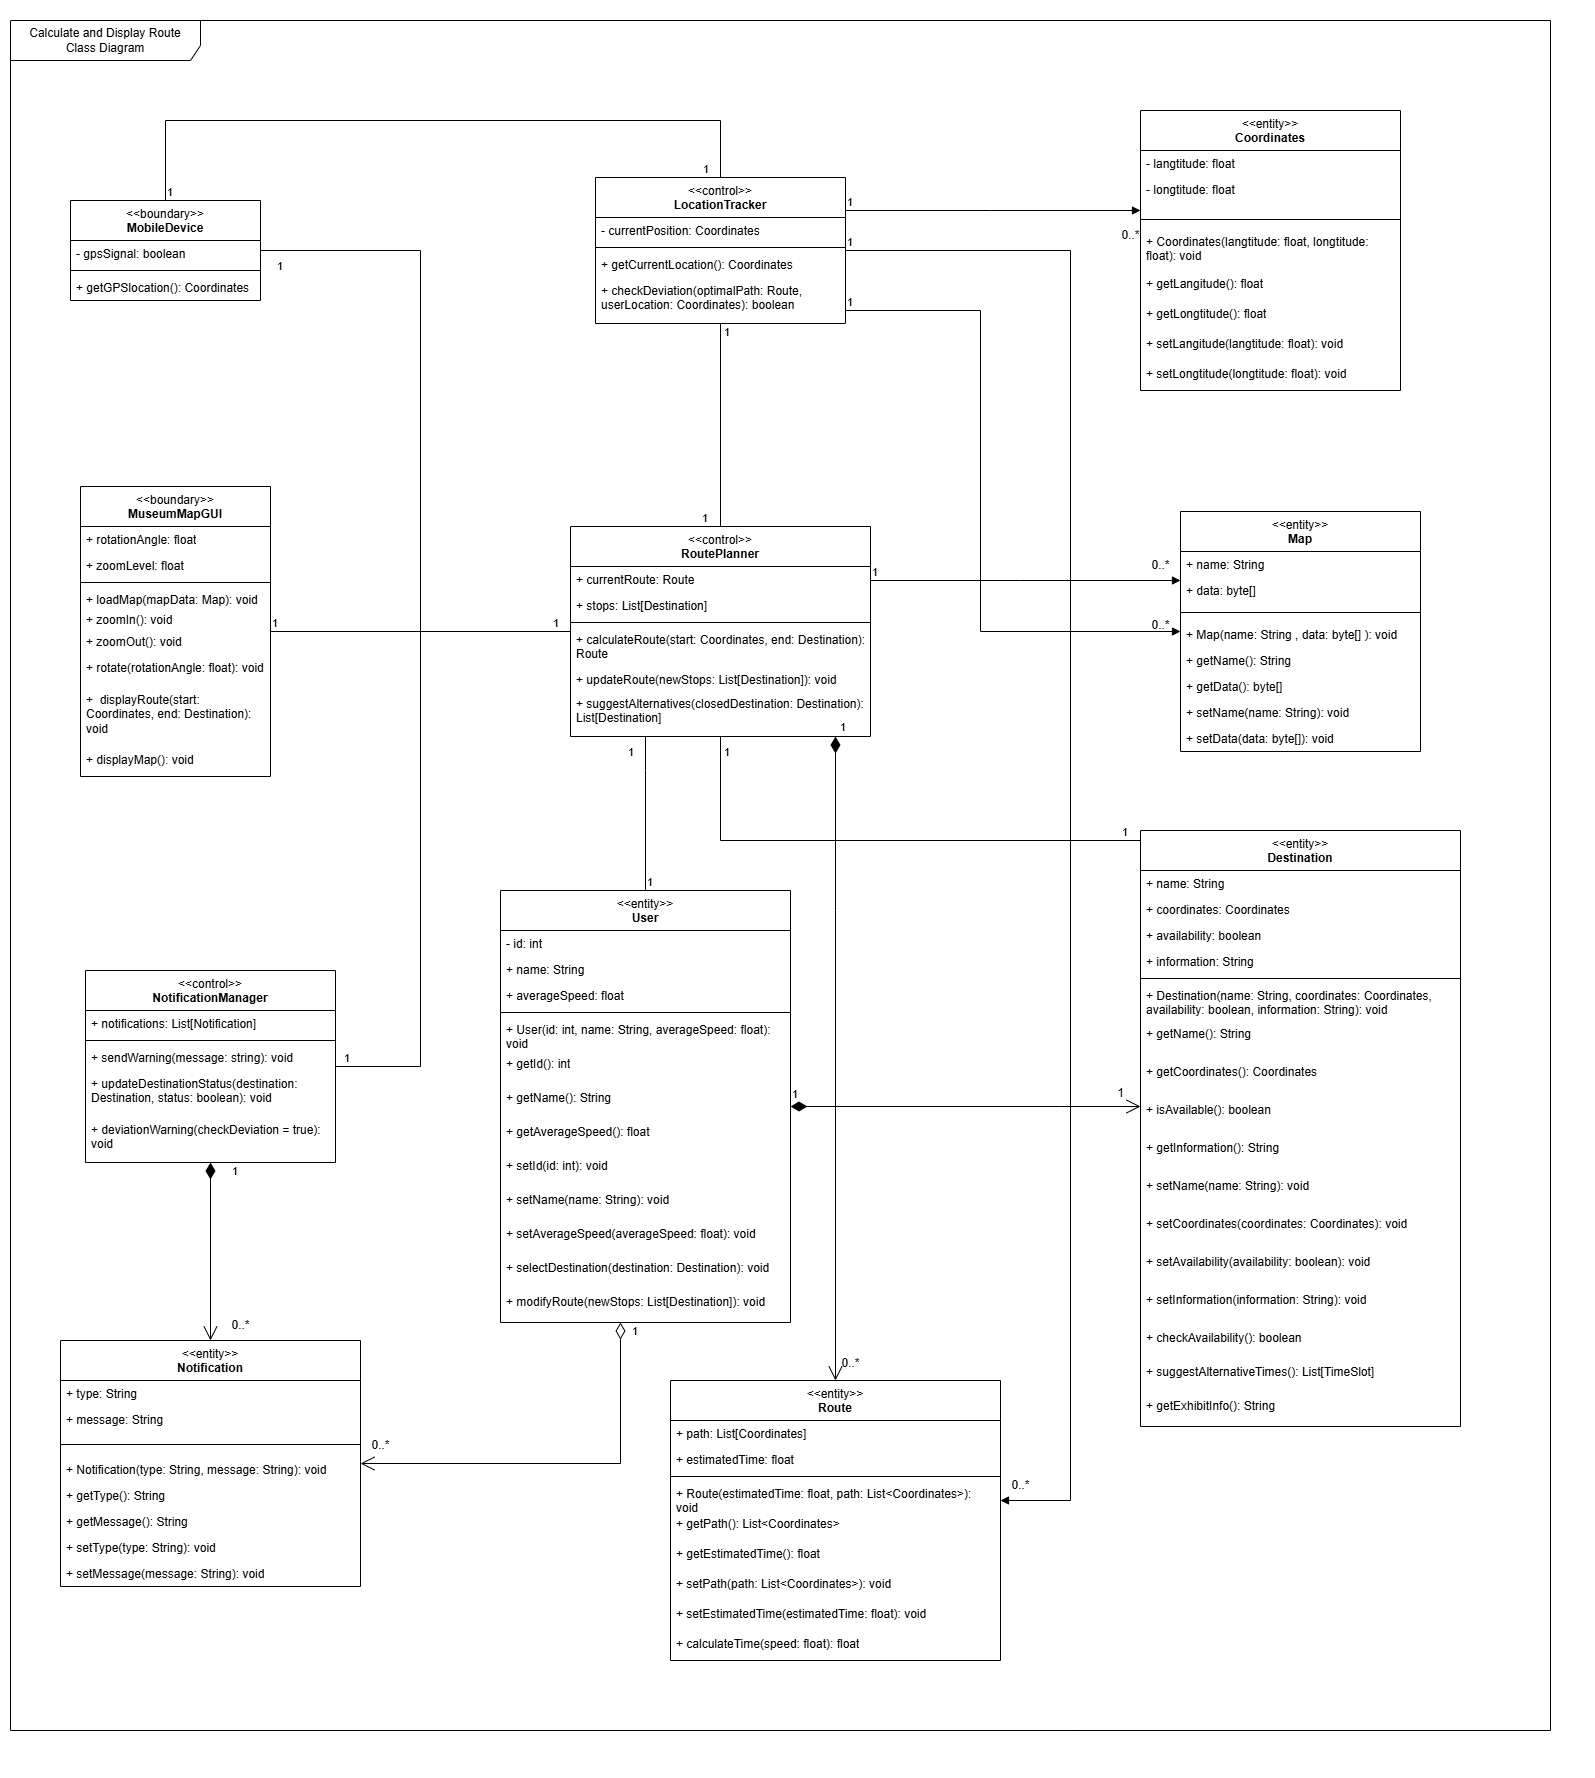 Calculate and Display Route
Class Diagram
<<entity>>
Coordinates
- langtitude: float
- longtitude: float
+ Coordinates(langtitude: float, longtitude:
float): void
+ getLangitude(): float
+ getLongtitude(): float
+ setLangitude(langtitude: float): void
+ setLongtitude(longtitude: float): void
1
<<control>>
LocationTracker
- currentPosition: Coordinates
+ getCurrentLocation(): Coordinates
+ checkDeviation(optimalPath: Route,
userLocation: Coordinates): boolean
1
0..*
1
1
1
1
<<boundary>>
MobileDevice
- gpsSignal: boolean
+ getGPSlocation(): Coordinates
1
<<boundary>>
MuseumMapGUI
+ rotationAngle: float
+ zoomLevel: float
+ loadMap(mapData: Map): void
+ zoomIn(): void
+ zoomOut(): void
+ rotate(rotationAngle: float): void
+ displayRoute(start:
Coordinates, end: Destination):
void
+ displayMap(): void
1
1
1
<<control>>
RoutePlanner
+ currentRoute: Route
+ stops: List[Destination]
+ calculateRoute(start: Coordinates, end: Destination):
Route
+ updateRoute(newStops: List[Destination]): void
+ suggestAlternatives(closedDestination: Destination):
List[Destination]
1
1
0..*
0..*
<<entity>>
Map
+ name: String
+ data: byte[]
+ Map(name: String , data: byte[] ): void
+ getName(): String
+ getData(): byte[]
+ setName(name: String): void
+ setData(data: byte[]): void
1
1
1
1
<<entity>>
Destination
+ name: String
+ coordinates: Coordinates
+ availability: boolean
+ information: String
+ Destination(name: String, coordinates: Coordinates,
availability: boolean, information: String): void
+ getName(): String
+ getCoordinates(): Coordinates
+ isAvailable(): boolean
+ getInformation(): String
+ setName(name: String): void
+ setCoordinates(coordinates: Coordinates): void
+ setAvailability(availability: boolean): void
+ setInformation(information: String): void
+ checkAvailability(): boolean
+ suggestAlternativeTimes(): List[TimeSlot]
+ getExhibitInfo(): String
<<entity>>
User
- id: int
+ name: String
+ averageSpeed: float
+ User(id: int, name: String, averageSpeed: float):
void
+ getId(): int
+ getName(): String
+ getAverageSpeed(): float
+ setId(id: int): void
+ setName(name: String): void
+ setAverageSpeed(averageSpeed: float): void
+ selectDestination(destination: Destination): void
+ modifyRoute(newStops: List[Destination]): void
1
1
<<control>>
NotificationManager
+ notifications: List[Notification]
+ sendWarning(message: string): void
+ updateDestinationStatus(destination:
Destination, status: boolean): void
+ deviationWarning(checkDeviation = true):
void
1
1
0..*
<<entity>>
Notification
+ type: String
+ message: String
+ Notification(type: String, message: String): void
+ getType(): String
+ getMessage(): String
+ setType(type: String): void
+ setMessage(message: String): void
1
0..*
0..*
<<entity>>
Route
+ path: List[Coordinates]
+ estimatedTime: float
+ Route(estimatedTime: float, path: List<Coordinates>):
void
+ getPath(): List<Coordinates>
+ getEstimatedTime(): float
+ setPath(path: List<Coordinates>): void
+ setEstimatedTime(estimatedTime: float): void
+ calculateTime(speed: float): float
0..*